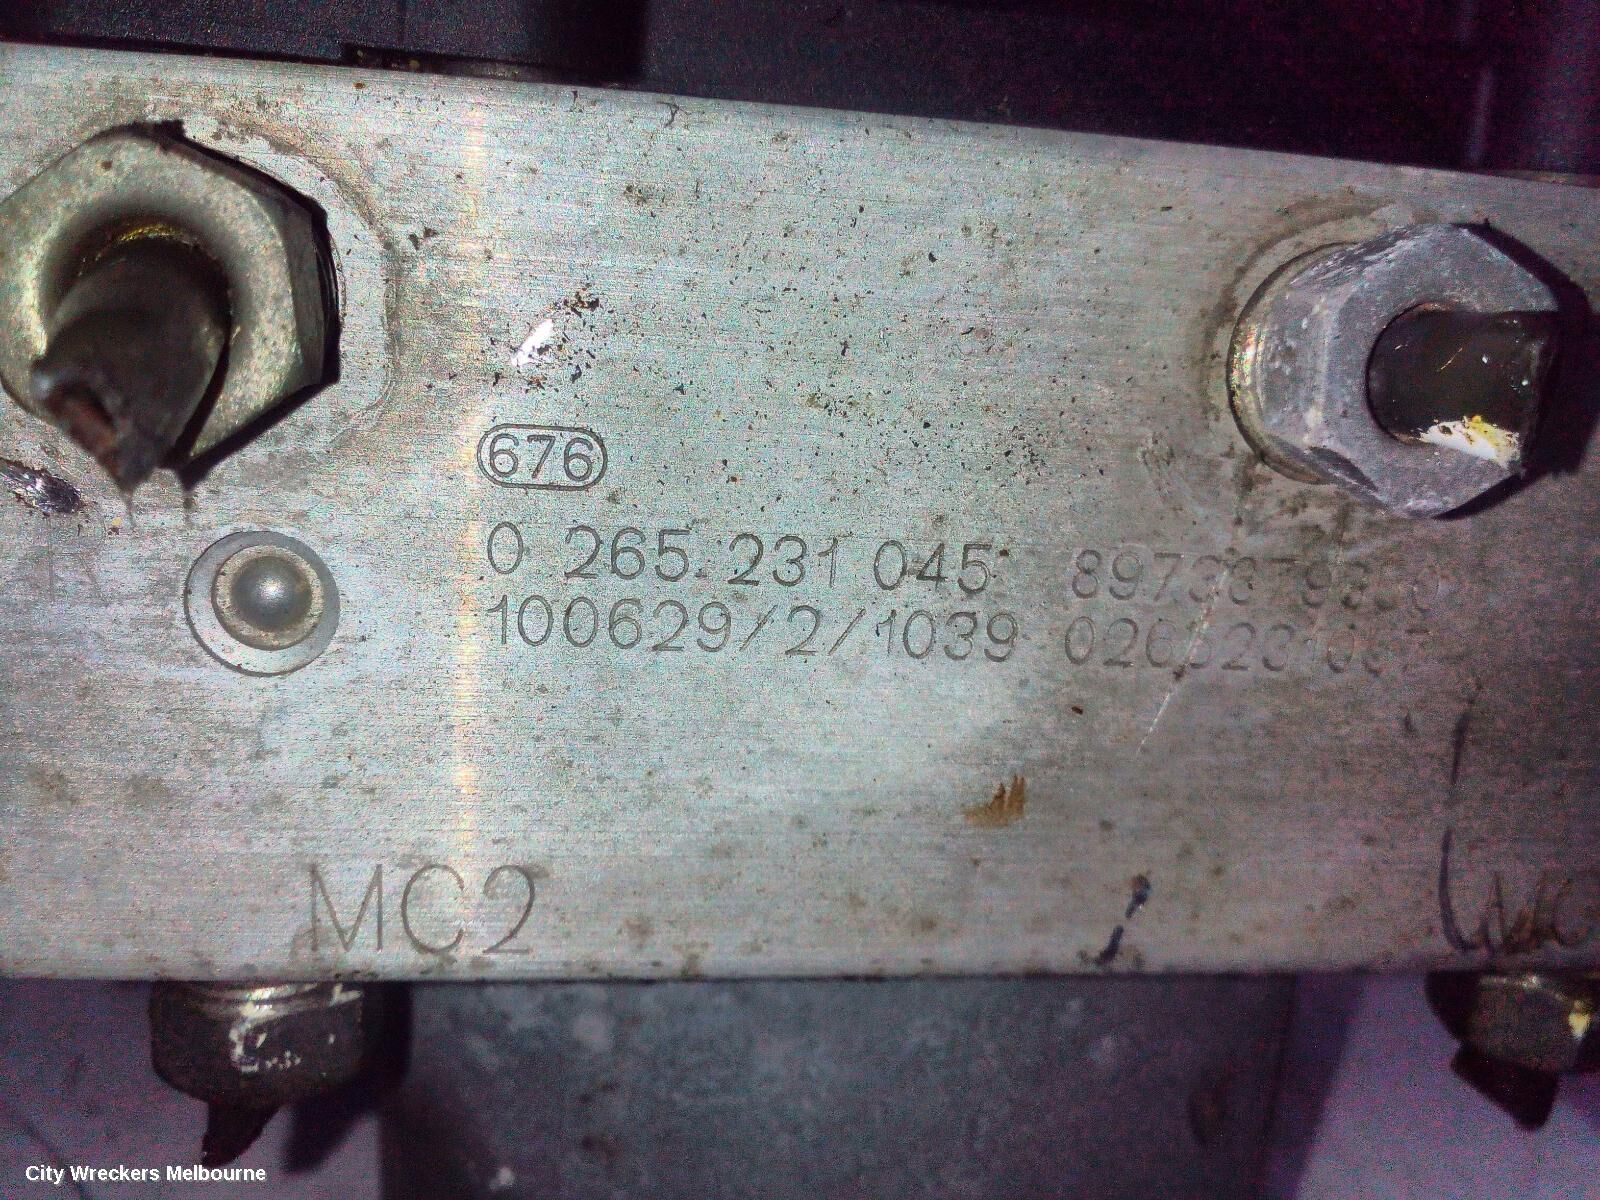 676
0 265 231 045
100629/2/1039
MC2
City Wreckers Melbourne